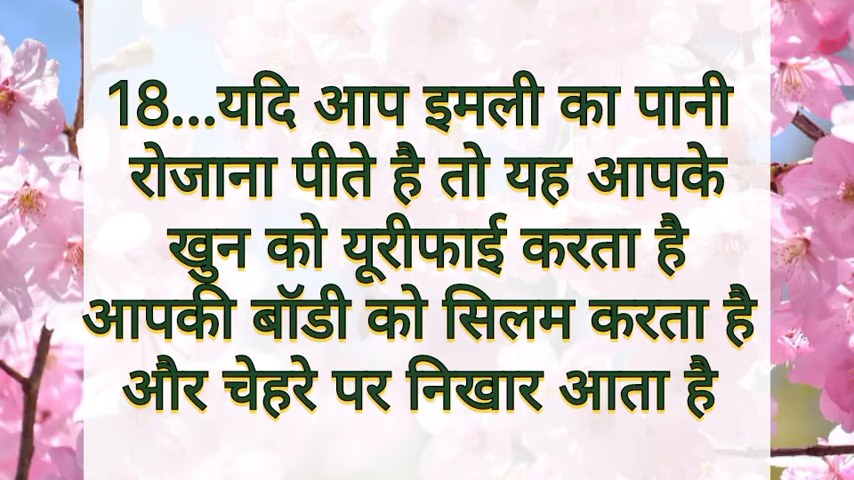 18...यदि आप इमली का पानी
रोजाना पीते है तो यह आपके
खुन को यूरीफाई करता है
आपकी बॉडी को सिलम करता है
और चेहरे पर निखार आता है